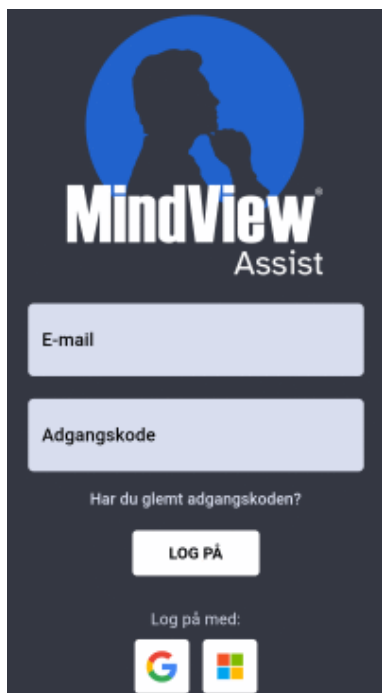 MindView®
Assist
E-mail
Adgangskode
Har du glemt adgangskoden?
LOG PÅ
Log på med: